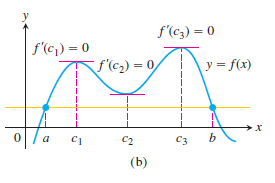 y
f′(c₃) = 0
f′(c₁) = 0
f′(c₂) = 0
y = f(x)
0 a c₁ c₂ c₃ b x
(b)